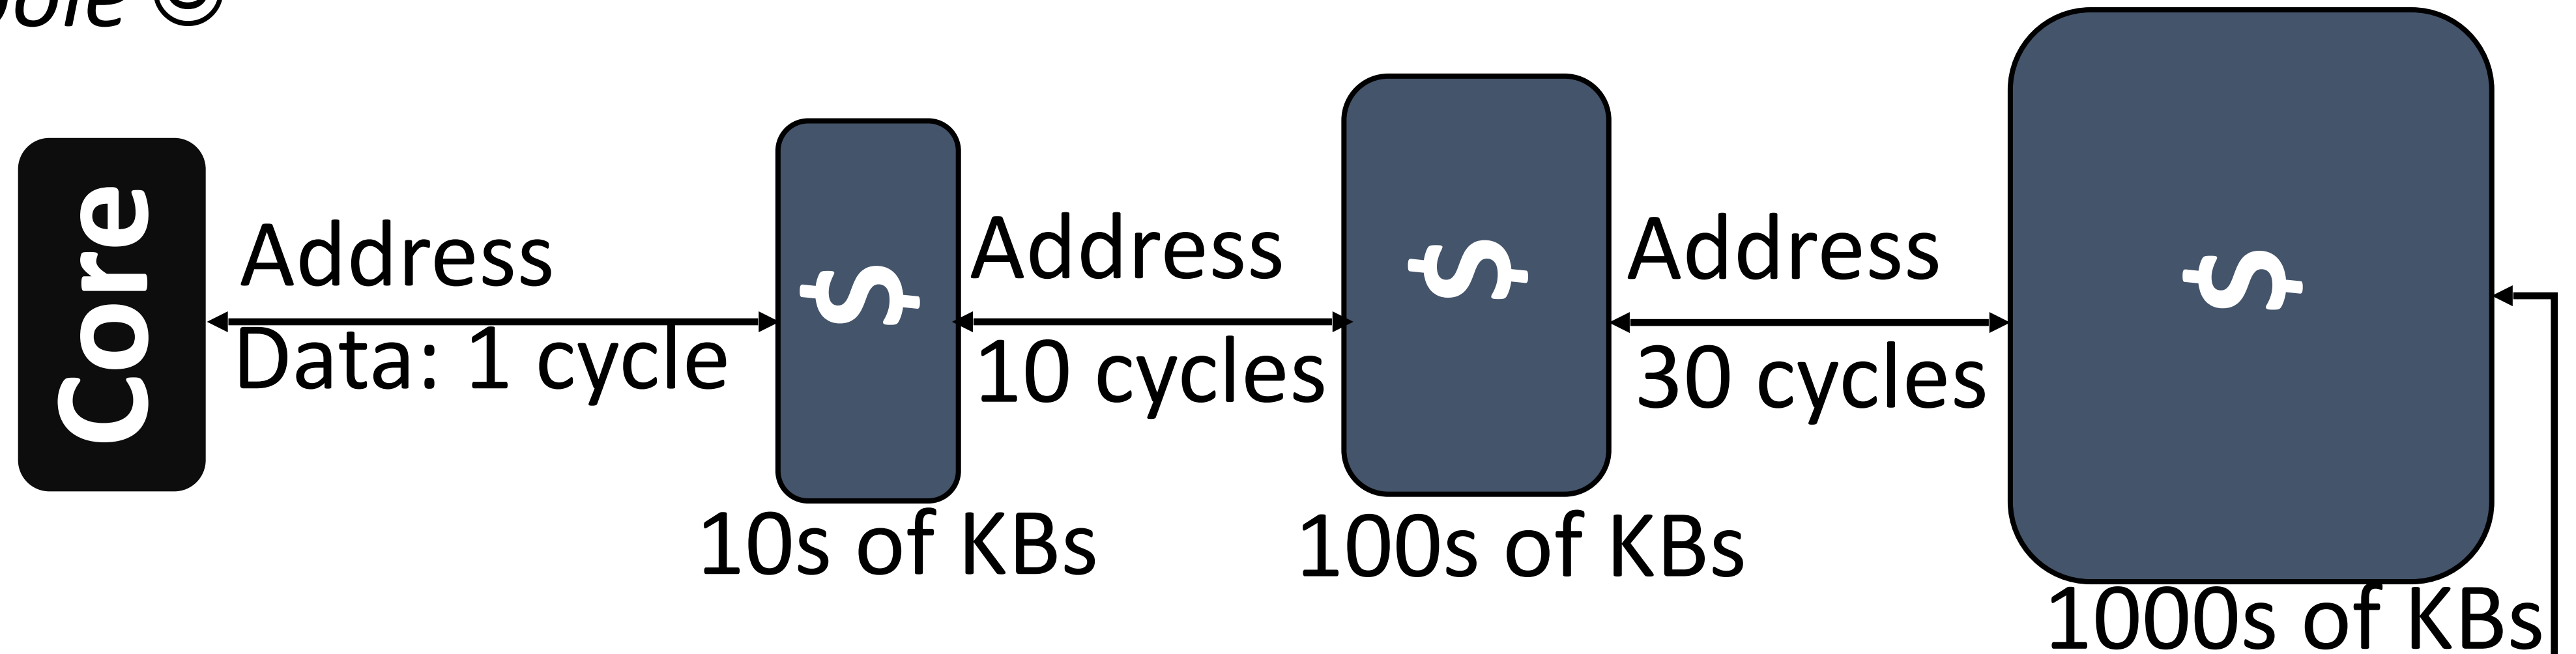 Core
Address
Data: 1 cycle
$
10s of KBs
Address
10 cycles
$
100s of KBs
Address
30 cycles
$
1000s of KBs